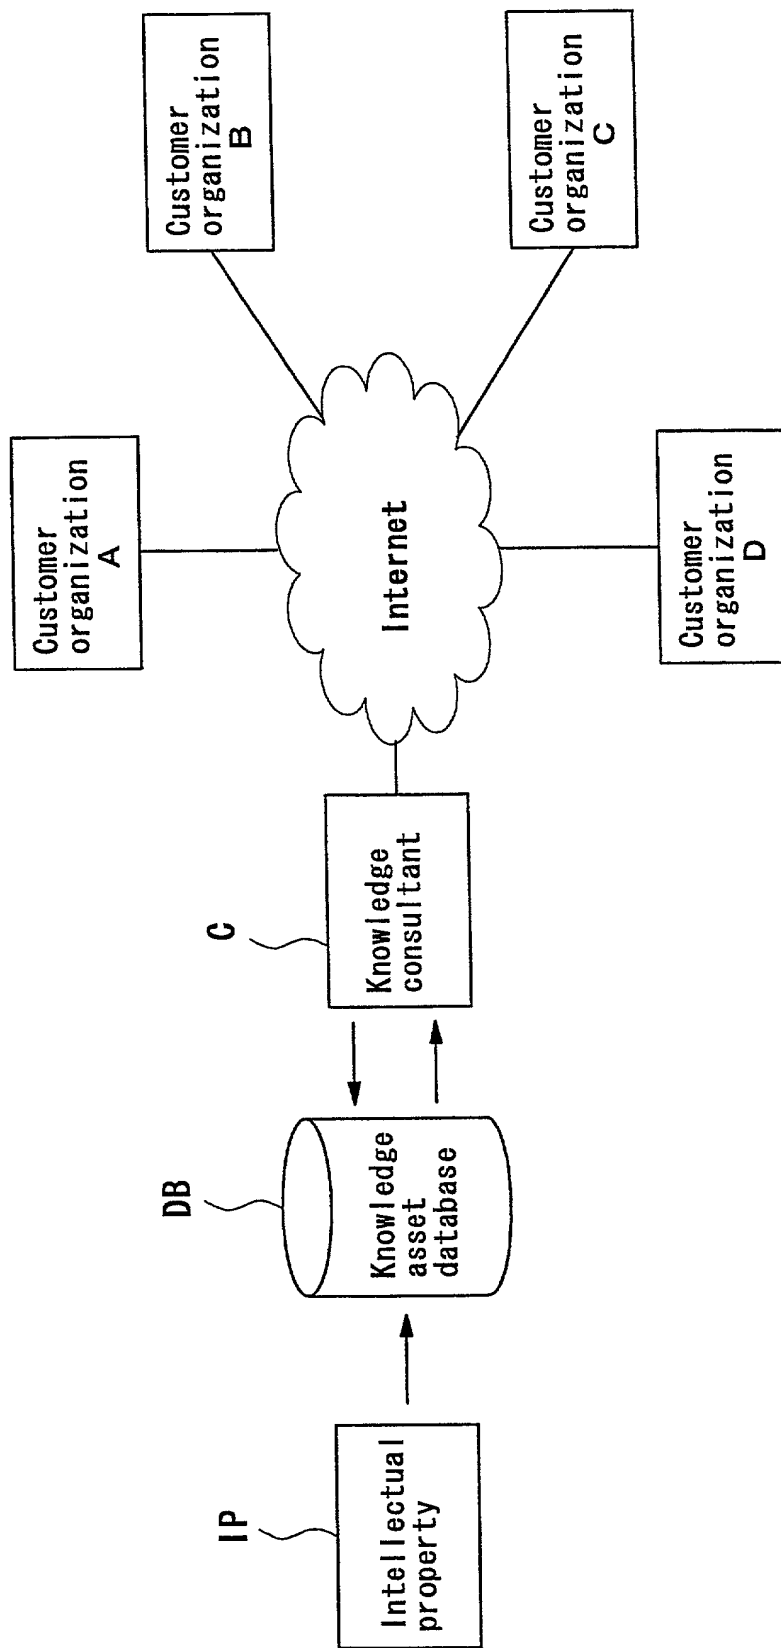 IP
Intellectual
property
DB
Knowledge
asset
database
C
Knowledge
consultant
Internet
Customer
organization
A
Customer
organization
B
Customer
organization
C
Customer
organization
D